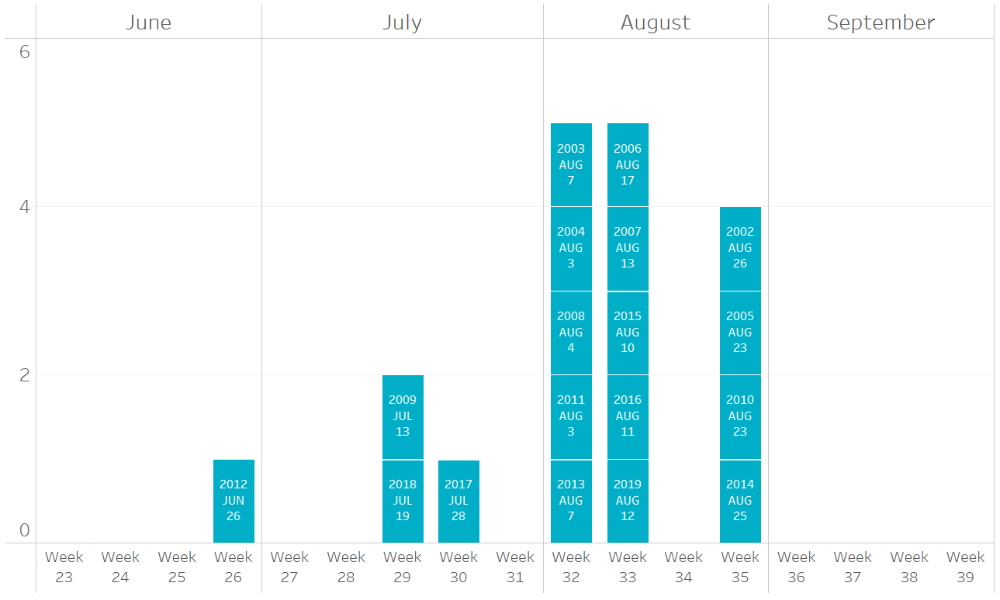 June July August September
6
4
2
0
2003
AUG
7
2004
AUG
3
2008
AUG
4
2011
AUG
3
2013
AUG
7
2006
AUG
17
2007
AUG
13
2015
AUG
10
2016
AUG
11
2019
AUG
12
2002
AUG
26
2005
AUG
23
2010
AUG
23
2014
AUG
25
2009
JUL
13
2018
JUL
19
2017
JUL
28
2012
JUN
26
Week Week Week Week Week Week Week Week Week Week Week Week Week Week Week Week Week
23 24 25 26 27 28 29 30 31 32 33 34 35 36 37 38 39